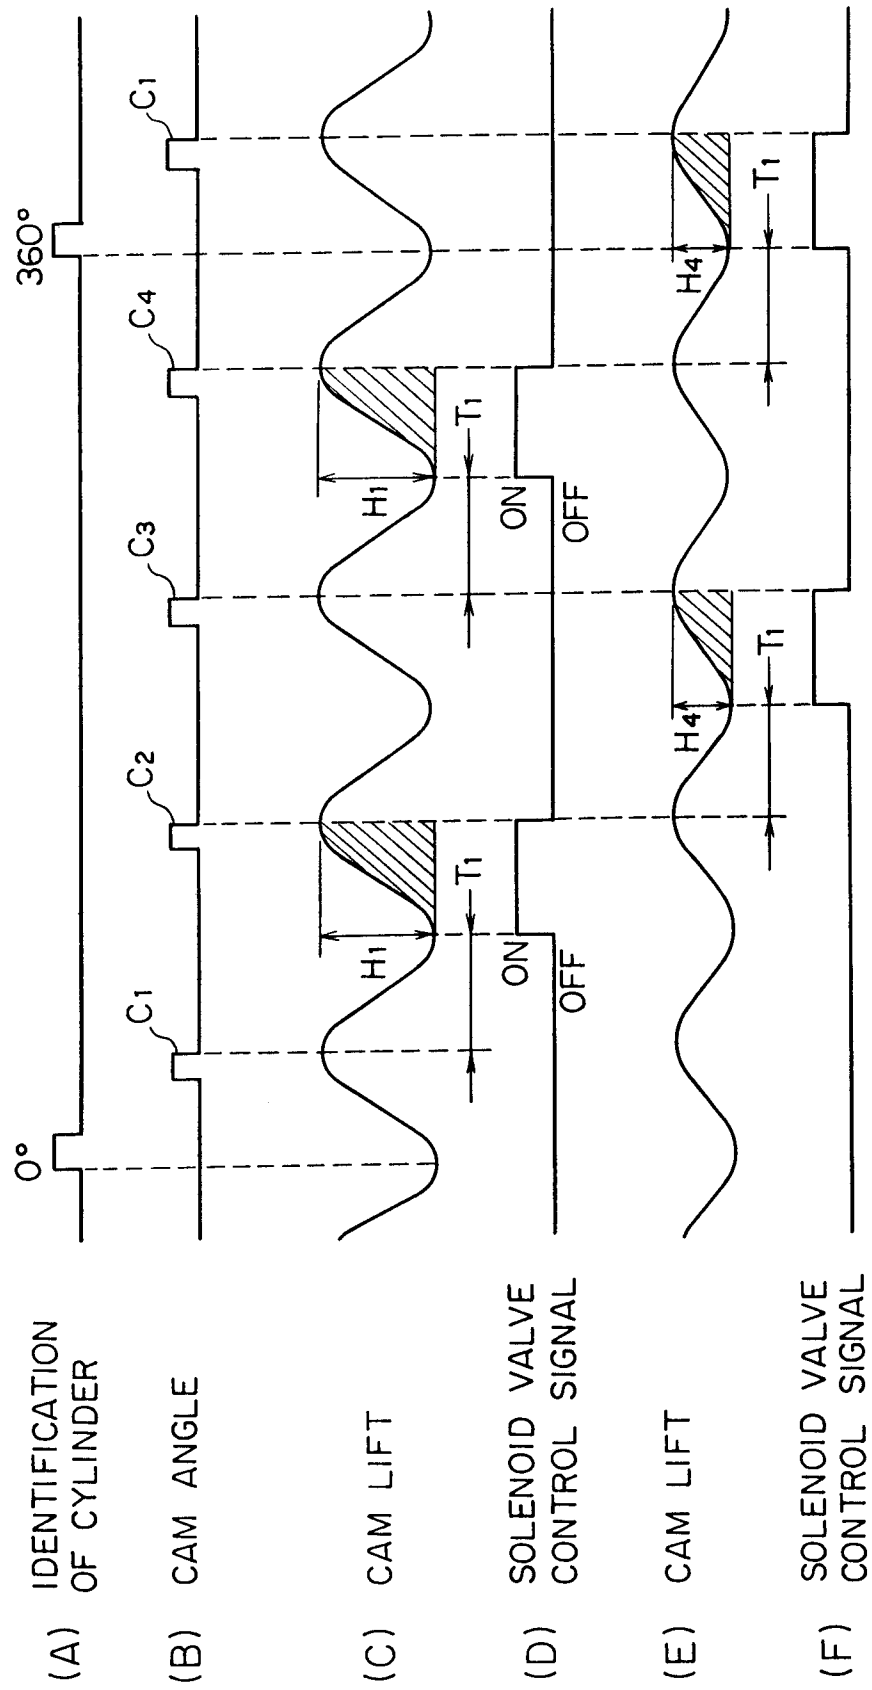 (A) IDENTIFICATION
OF CYLINDER
0°
360°
(B) CAM ANGLE
C1
C2
C3
C4
C1
(C) CAM LIFT
H1
T1
H1
T1
(D) SOLENOID VALVE
CONTROL SIGNAL
ON
OFF
ON
OFF
(E) CAM LIFT
H4
T1
H4
T1
(F) SOLENOID VALVE
CONTROL SIGNAL